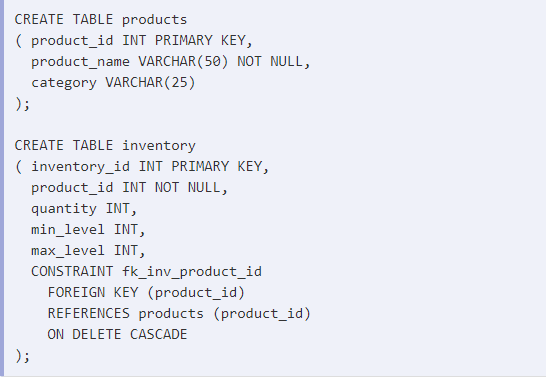 CREATE TABLE products
( product_id INT PRIMARY KEY,
  product_name VARCHAR(50) NOT NULL,
  category VARCHAR(25)
);

CREATE TABLE inventory
( inventory_id INT PRIMARY KEY,
  product_id INT NOT NULL,
  quantity INT,
  min_level INT,
  max_level INT,
  CONSTRAINT fk_inv_product_id
    FOREIGN KEY (product_id)
    REFERENCES products (product_id)
    ON DELETE CASCADE
);